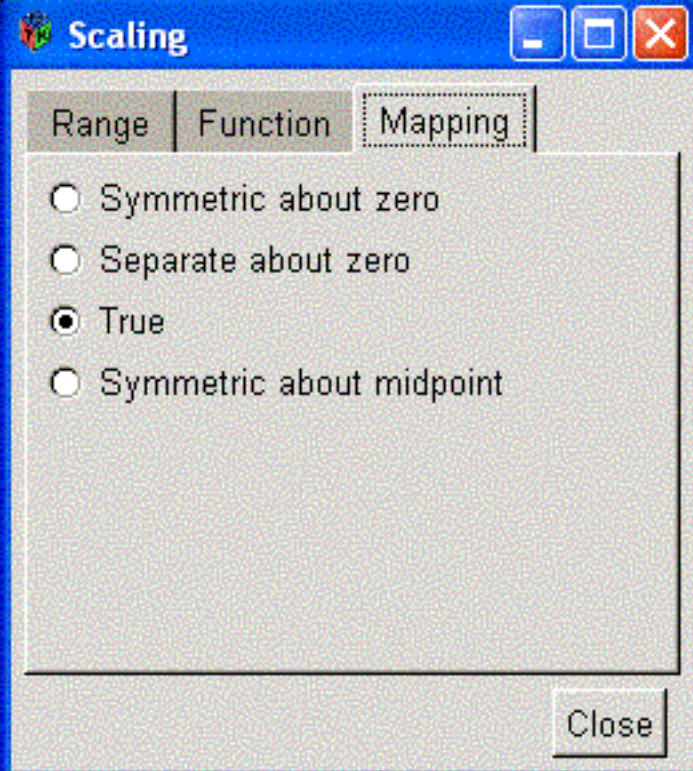 Scaling
Range Function Mapping
Symmetric about zero
Separate about zero
True
Symmetric about midpoint
Close